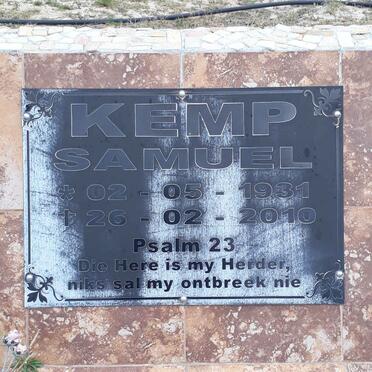 KEMP
SAMUEL
* 02 - 05 - 1931
† 26 - 02 - 2010
Psalm 23
Die Here is my Herder,
niks sal my ontbreek nie